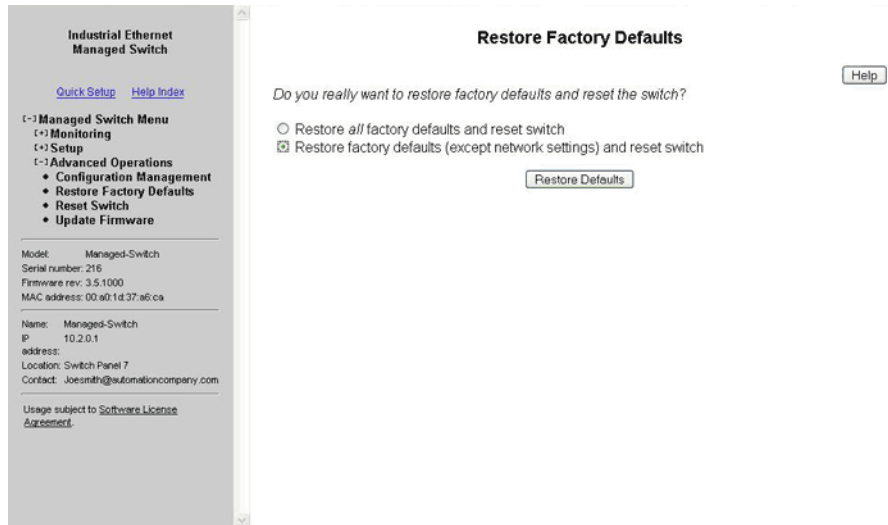 Industrial Ethernet
Managed Switch
Quick Setup Help Index
[-] Managed Switch Menu
[+] Monitoring
[+] Setup
[-] Advanced Operations
Configuration Management
Restore Factory Defaults
Reset Switch
Update Firmware
Model: Managed-Switch
Serial number: 216
Firmware rev: 3.5.1000
MAC address: 00:a0:1d:37:a6:ca
Name: Managed-Switch
IP 10.2.0.1
address:
Location: Switch Panel 7
Contact: Joesmith@automationcompany.com
Usage subject to Software License
Agreement.
Restore Factory Defaults
Help
Do you really want to restore factory defaults and reset the switch?
Restore all factory defaults and reset switch
Restore factory defaults (except network settings) and reset switch
Restore Defaults